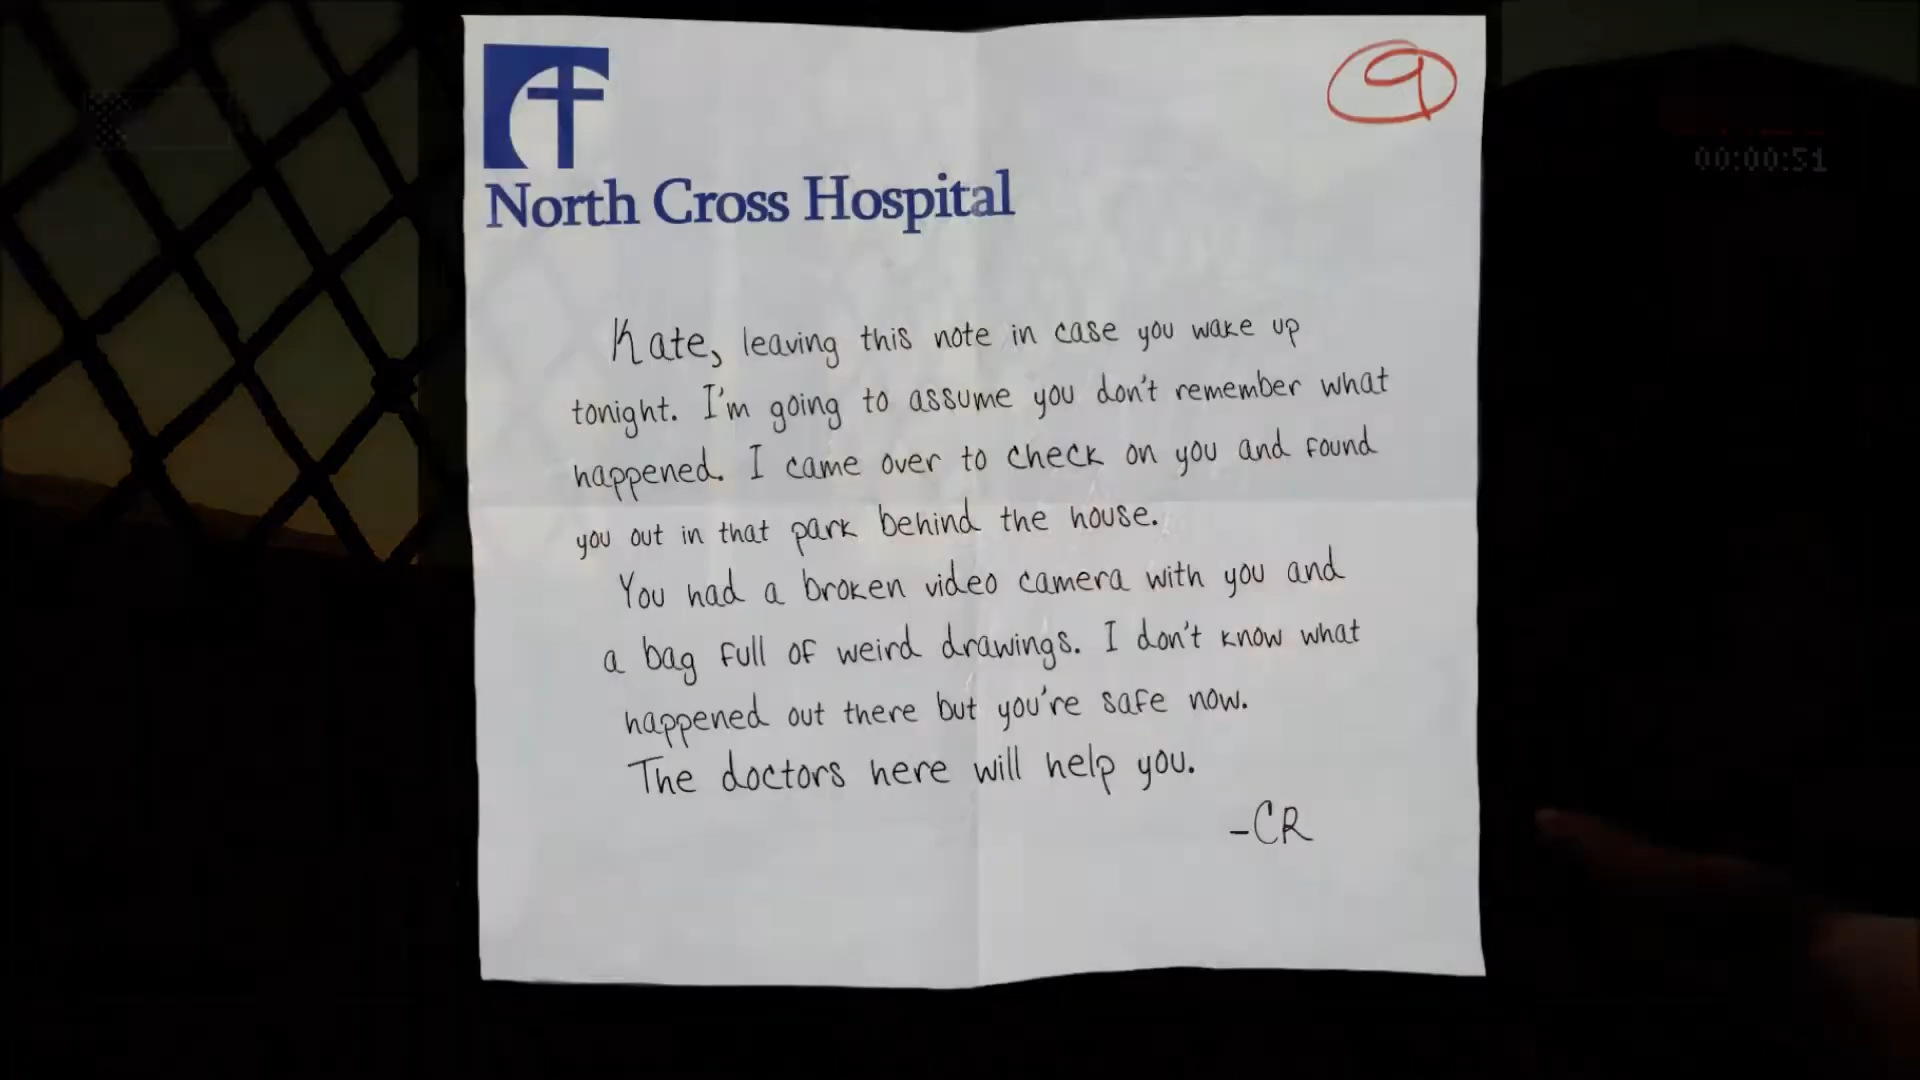 9
00:00:51
North Cross Hospital
Kate, leaving this note in case you wake up
tonight. I'm going to assume you don't remember what
happened. I came over to check on you and found
you out in that park behind the house.
You had a broken video camera with you and
a bag full of weird drawings. I don't know what
happened out there but you're safe now.
The doctors here will help you.
-CR